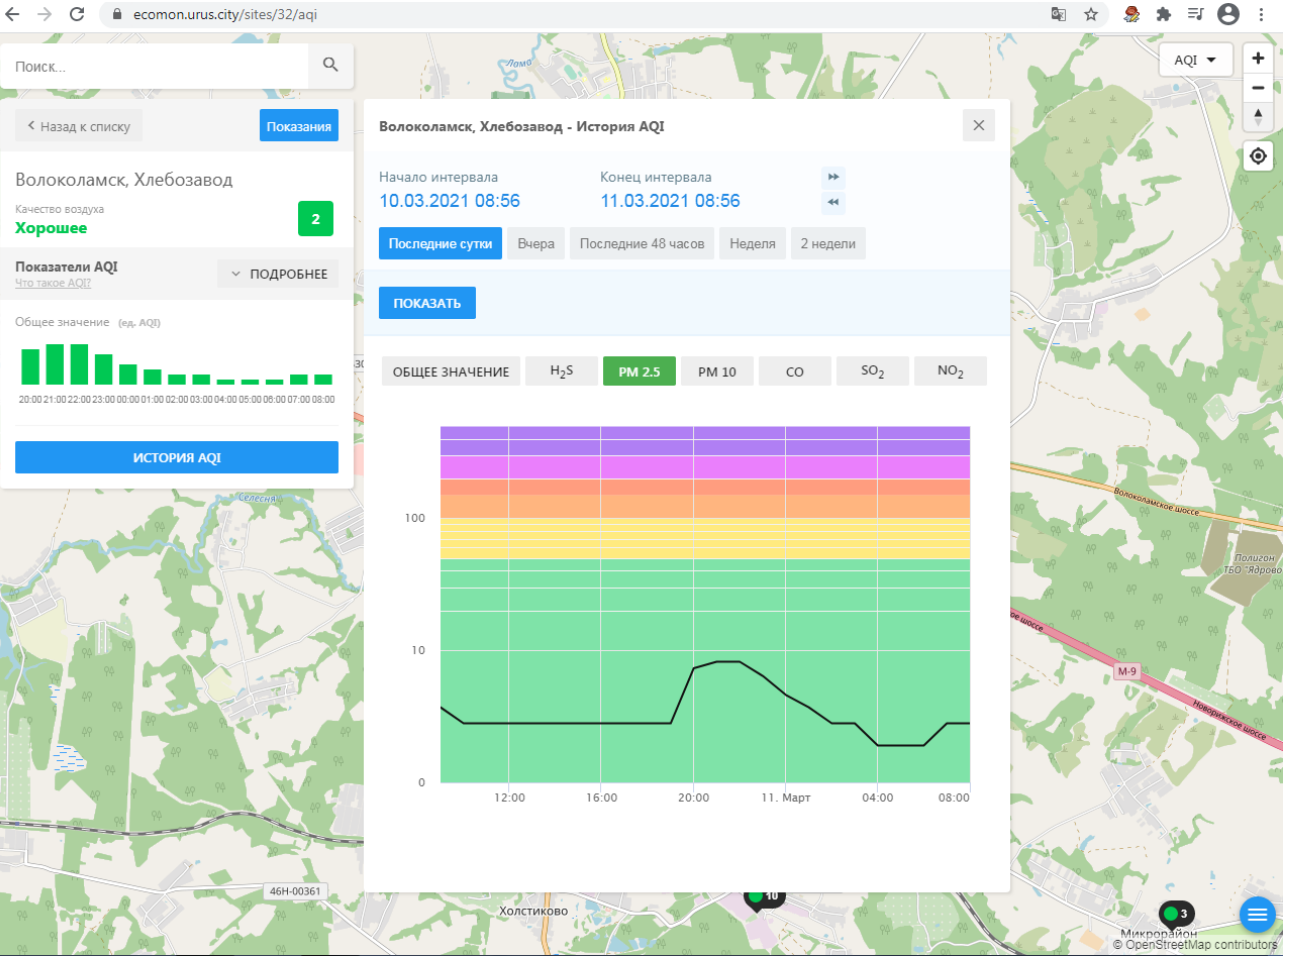 ecomon.urus.city/sites/32/aqi
Поиск...
AQI
Назад к списку
Показания
Волоколамск, Хлебозавод
Качество воздуха
Хорошее
2
Показатели AQI
Что такое AQI?
ПОДРОБНЕЕ
Общее значение (ед. AQI)
20:00 21:00 22:00 23:00 00:00 01:00 02:00 03:00 04:00 05:00 06:00 07:00 08:00
ИСТОРИЯ AQI
Волоколамск, Хлебозавод - История AQI
Начало интервала
Конец интервала
10.03.2021 08:56
11.03.2021 08:56
Последние сутки
Вчера
Последние 48 часов
Неделя
2 недели
ПОКАЗАТЬ
ОБЩЕЕ ЗНАЧЕНИЕ
H2S
PM 2.5
PM 10
CO
SO2
NO2
100
10
0
12:00
16:00
20:00
11. Март
04:00
08:00
Лама
Селесня
Волоколамское шоссе
Полигон
ТБО "Ядрово"
М-9
Новорижское шоссе
46Н-00361
Холстиково
10
3
Микрорайон
© OpenStreetMap contributors